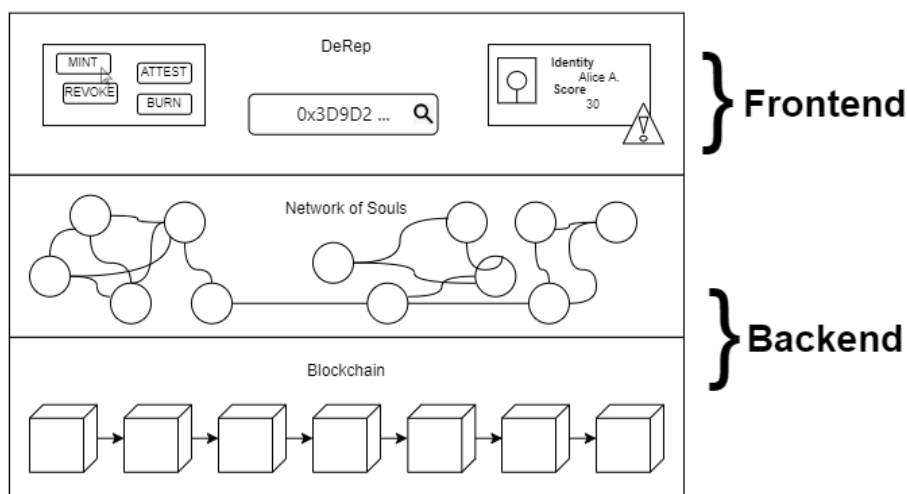 DeRep
MINT
ATTEST
REVOKE
BURN
0x3D9D2 ...
Identity
Alice A.
Score
30
!
Frontend
Network of Souls
Backend
Blockchain